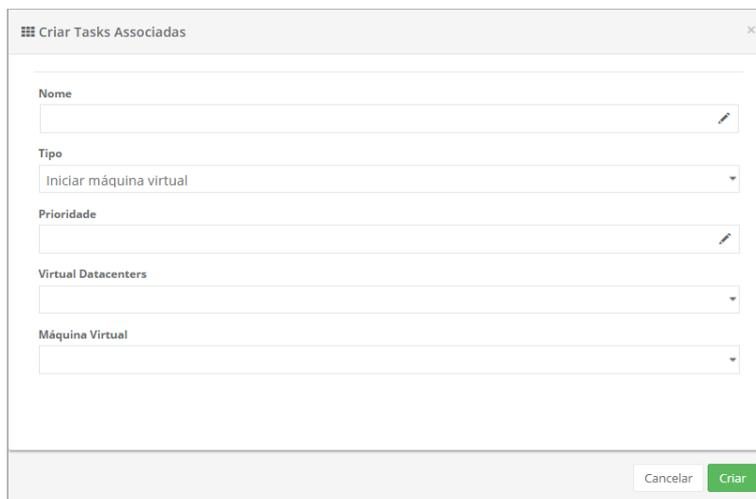 Criar Tasks Associadas
×
Nome
Tipo
Iniciar máquina virtual
Prioridade
Virtual Datacenters
Máquina Virtual
Cancelar Criar